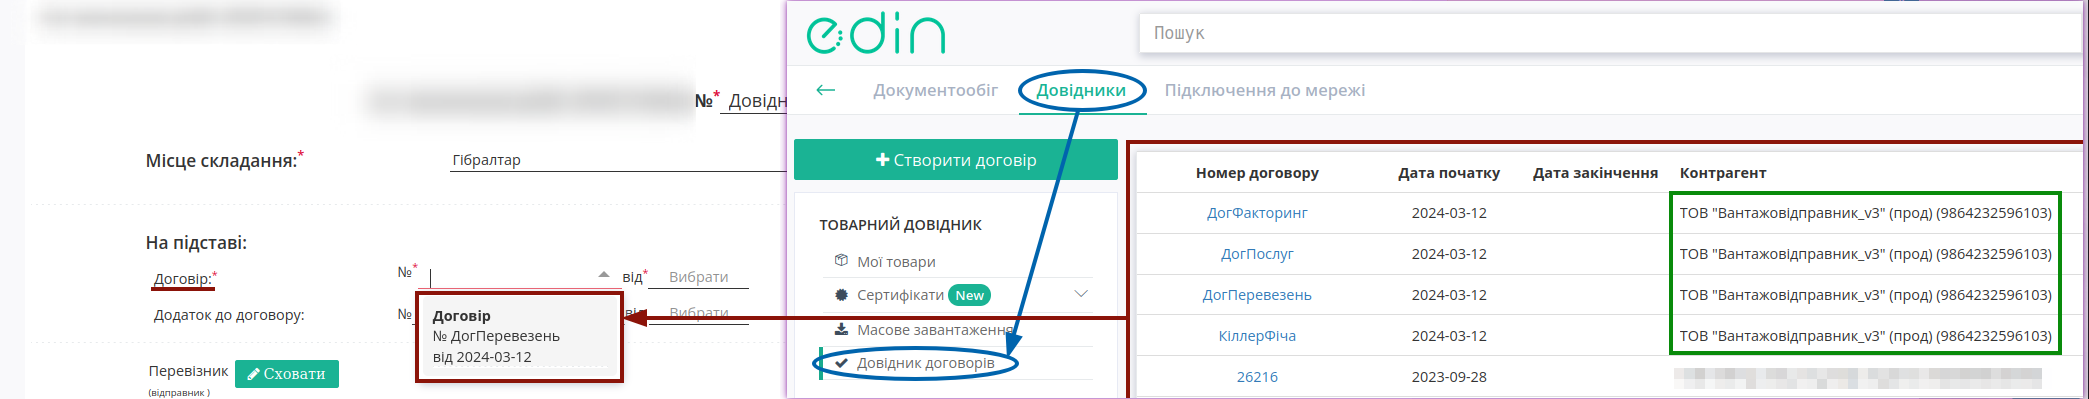 №* Довідн
Місце складання:*
Гібралтар
На підставі:
Договір:*
№*
від* Вибрати
Додаток до договору:
№
від Вибрати
Договір
№ ДогПеревезень
від 2024-03-12
Перевізник
Сховати
(відправник )
edin
Пошук
Документообіг
Довідники
Підключення до мережі
Створити договір
ТОВАРНИЙ ДОВІДНИК
Мої товари
Сертифікати New
Масове завантаження
Довідник договорів
Номер договору Дата початку Дата закінчення Контрагент
ДогФакторинг 2024-03-12 ТОВ "Вантажовідправник_v3" (прод) (9864232596103)
ДогПослуг 2024-03-12 ТОВ "Вантажовідправник_v3" (прод) (9864232596103)
ДогПеревезень 2024-03-12 ТОВ "Вантажовідправник_v3" (прод) (9864232596103)
КіллерФіча 2024-03-12 ТОВ "Вантажовідправник_v3" (прод) (9864232596103)
26216 2023-09-28